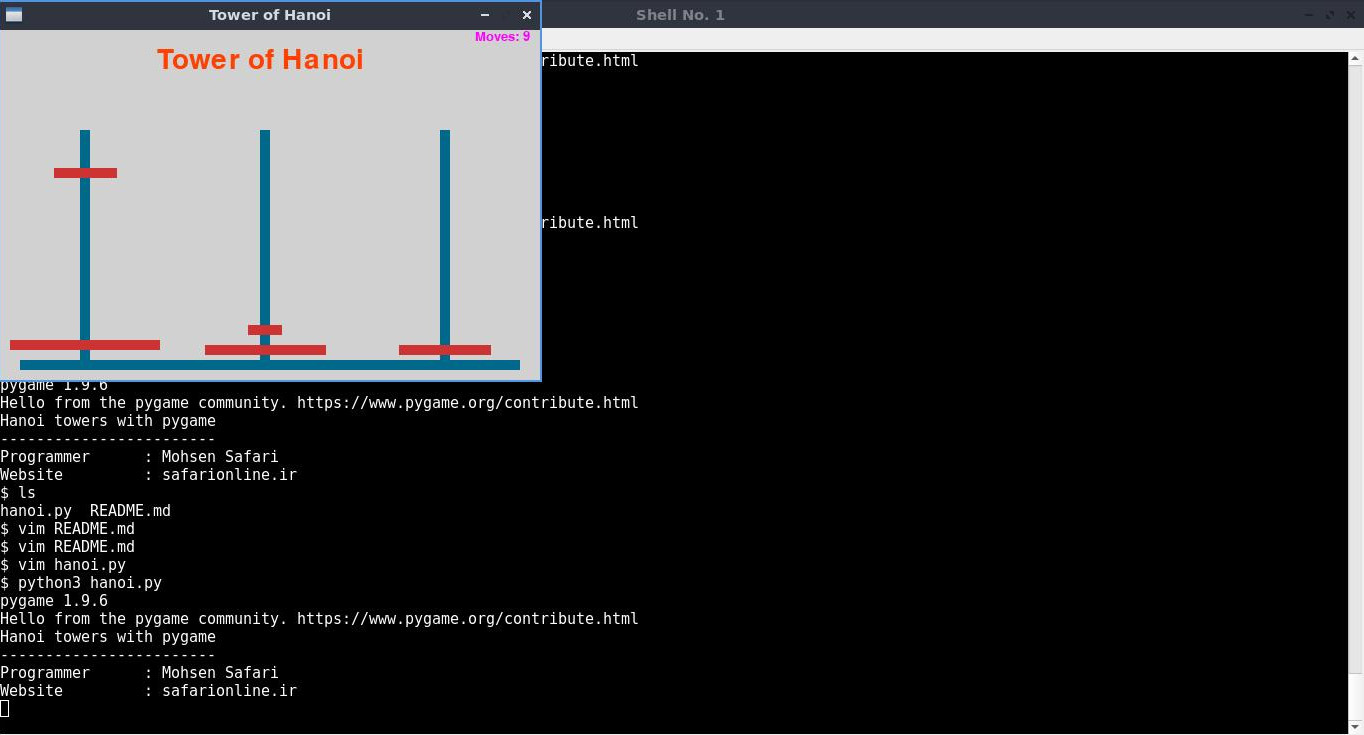 Tower of Hanoi
Shell No. 1
Moves: 9
Tower of Hanoi
ribute.html
ribute.html
pygame 1.9.6
Hello from the pygame community. https://www.pygame.org/contribute.html
Hanoi towers with pygame
------------------------
Programmer      : Mohsen Safari
Website         : safarionline.ir
$ ls
hanoi.py  README.md
$ vim README.md
$ vim README.md
$ vim hanoi.py
$ python3 hanoi.py
pygame 1.9.6
Hello from the pygame community. https://www.pygame.org/contribute.html
Hanoi towers with pygame
------------------------
Programmer      : Mohsen Safari
Website         : safarionline.ir